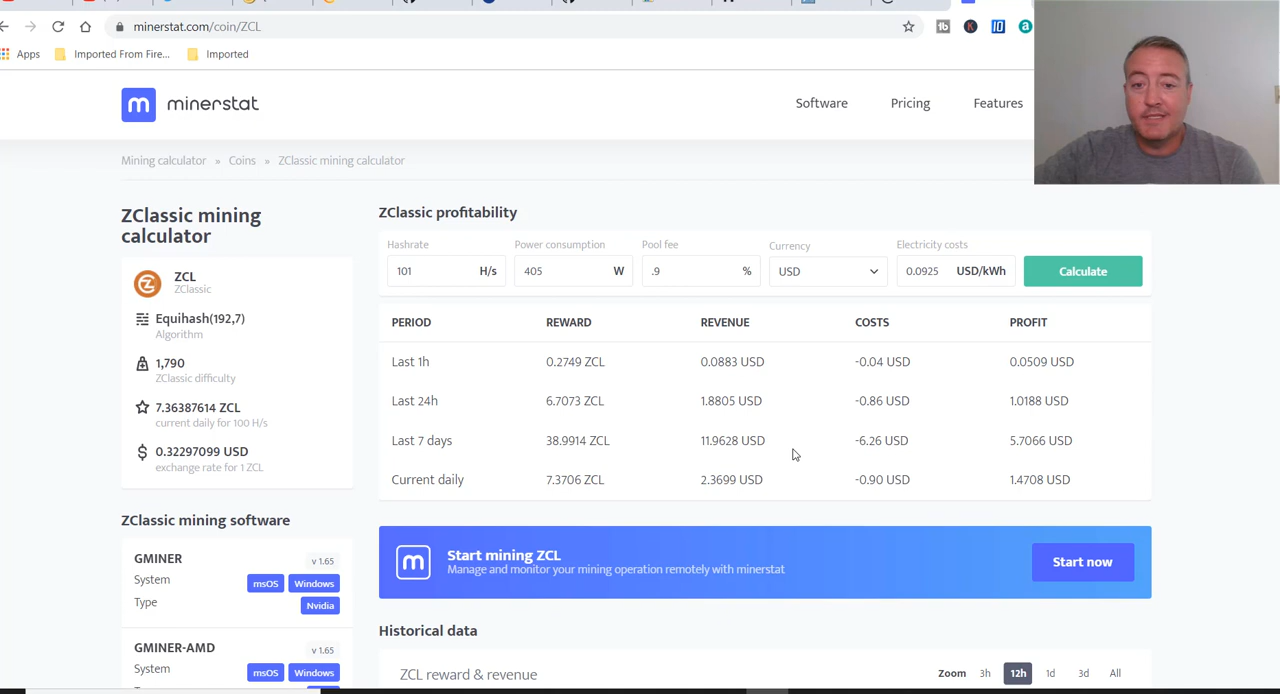 minerstat.com/coin/ZCL
tb K IO a
Apps Imported From Fire... Imported
m minerstat
Software Pricing Features
Mining calculator » Coins » ZClassic mining calculator
ZClassic mining
calculator
ZCL
ZClassic
Equihash(192,7)
Algorithm
1,790
ZClassic difficulty
7.36387614 ZCL
current daily for 100 H/s
0.32297099 USD
exchange rate for 1 ZCL
ZClassic profitability
Hashrate Power consumption Pool fee Currency Electricity costs
101 H/s 405 W .9 % USD 0.0925 USD/kWh Calculate
PERIOD REWARD REVENUE COSTS PROFIT
Last 1h 0.2749 ZCL 0.0883 USD -0.04 USD 0.0509 USD
Last 24h 6.7073 ZCL 1.8805 USD -0.86 USD 1.0188 USD
Last 7 days 38.9914 ZCL 11.9628 USD -6.26 USD 5.7066 USD
Current daily 7.3706 ZCL 2.3699 USD -0.90 USD 1.4708 USD
ZClassic mining software
GMINER v 1.65
System msOS Windows
Type Nvidia
GMINER-AMD v 1.65
System msOS Windows
m Start mining ZCL
Manage and monitor your mining operation remotely with minerstat
Start now
Historical data
ZCL reward & revenue Zoom 3h 12h 1d 3d All